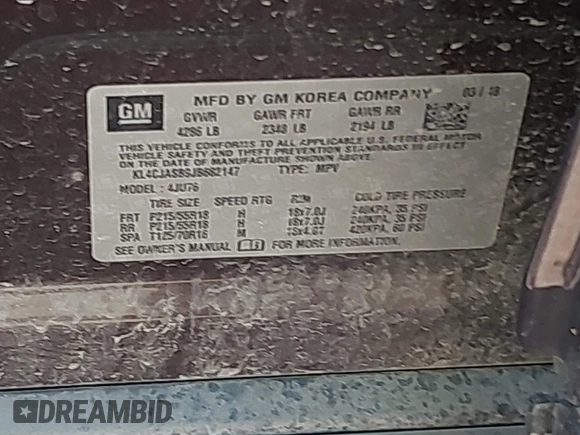 GM
MFD BY GM KOREA COMPANY 03 / 18
GVWR GAWR FRT GAWR RR
4286 LB 2348 LB 2194 LB
THIS VEHICLE CONFORMS TO ALL APPLICABLE U.S. FEDERAL MOTOR
VEHICLE SAFETY AND THEFT PREVENTION STANDARDS IN EFFECT
ON THE DATE OF MANUFACTURE SHOWN ABOVE.
TYPE: MPV
MODEL: 4JU76
TIRE SIZE SPEED RTG RIM COLD TIRE PRESSURE
FRT P215/55R18 H 18x7.0J 240KPA, 35 PSI
RR P215/55R18 H 18x7.0J 240KPA, 35 PSI
SPA T125/70R16 420KPA, 60 PSI
SEE OWNER'S MANUAL FOR MORE INFORMATION.
DREAMBID